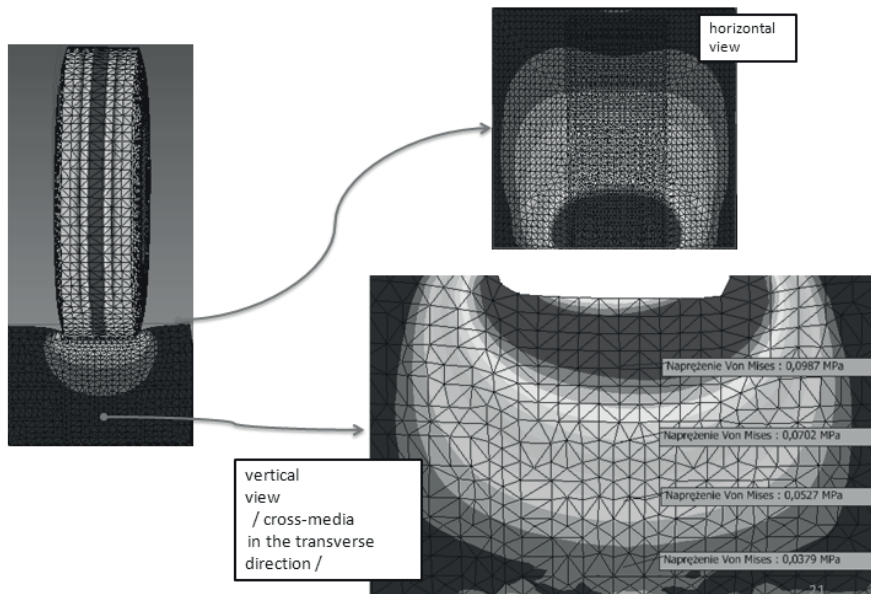 horizontal
view
Naprężenie Von Mises : 0,0987 MPa
Naprężenie Von Mises : 0,0702 MPa
Naprężenie Von Mises : 0,0527 MPa
Naprężenie Von Mises : 0,0379 MPa
vertical
view
/ cross-media
in the transverse
direction /
21